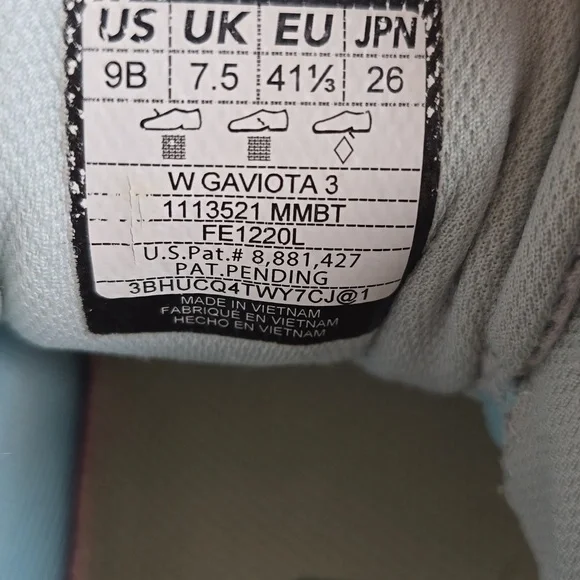 US UK EU JPN
9B 7.5 41⅓ 26
W GAVIOTA 3
1113521 MMBT
FE1220L
U.S.Pat.# 8,881,427
PAT.PENDING
3BHUCQ4TWY7CJ@1
MADE IN VIETNAM
FABRIQUÉ EN VIETNAM
HECHO EN VIETNAM